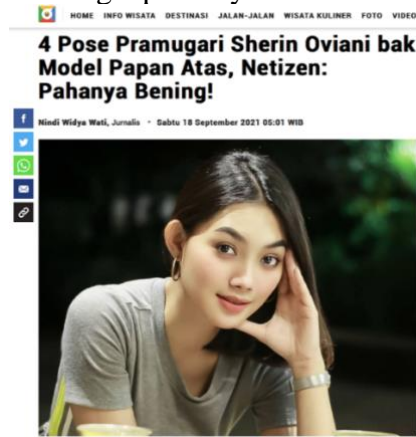 HOME INFO WISATA DESTINASI JALAN-JALAN WISATA KULINER FOTO VIDEO
4 Pose Pramugari Sherin Oviani bak
Model Papan Atas, Netizen:
Pahanya Bening!
Nindi Widya Wati, Jurnalis · Sabtu 18 September 2021 05:01 WIB